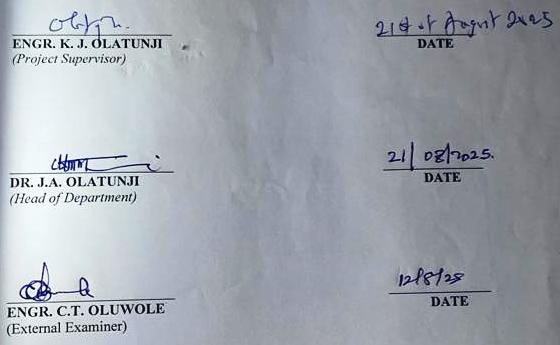 21st of August 2025
ENGR. K. J. OLATUNJI DATE
(Project Supervisor)
21/08/2025.
DR. J.A. OLATUNJI DATE
(Head of Department)
12/8/25
ENGR. C.T. OLUWOLE DATE
(External Examiner)